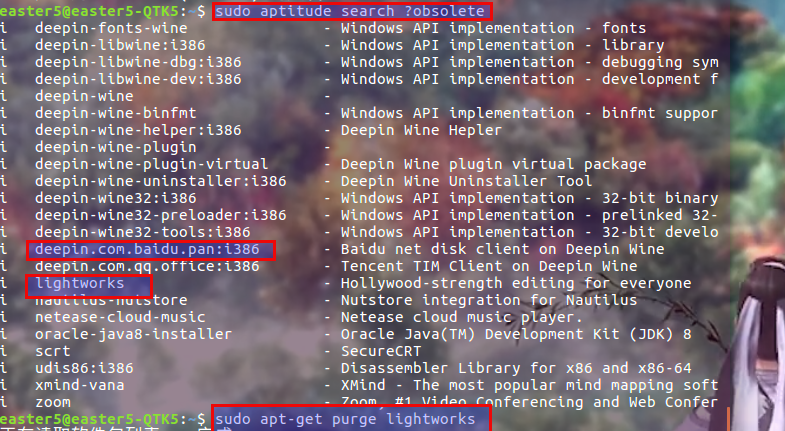 easter5@easter5-QTK5:~$ sudo aptitude search ?obsolete
i deepin-fonts-wine - Windows API implementation - fonts
i deepin-libwine:i386 - Windows API implementation - library
i deepin-libwine-dbg:i386 - Windows API implementation - debugging sym
i deepin-libwine-dev:i386 - Windows API implementation - development f
i deepin-wine -
i deepin-wine-binfmt - Windows API implementation - binfmt suppor
i deepin-wine-helper:i386 - Deepin Wine Hepler
i deepin-wine-plugin -
i deepin-wine-plugin-virtual - Deepin Wine plugin virtual package
i deepin-wine-uninstaller:i386 - Deepin Wine Uninstaller Tool
i deepin-wine32:i386 - Windows API implementation - 32-bit binary
i deepin-wine32-preloader:i386 - Windows API implementation - prelinked 32-
i deepin-wine32-tools:i386 - Windows API implementation - 32-bit develo
i deepin.com.baidu.pan:i386 - Baidu net disk client on Deepin Wine
i deepin.com.qq.office:i386 - Tencent TIM Client on Deepin Wine
i lightworks - Hollywood-strength editing for everyone
i nautilus-nutstore - Nutstore integration for Nautilus
i netease-cloud-music - Netease cloud music player.
i oracle-java8-installer - Oracle Java(TM) Development Kit (JDK) 8
i scrt - SecureCRT
i udis86:i386 - Disassembler Library for x86 and x86-64
i xmind-vana - XMind - The most popular mind mapping soft
i zoom - Zoom, #1 Video Conferencing and Web Confer
easter5@easter5-QTK5:~$ sudo apt-get purge lightworks